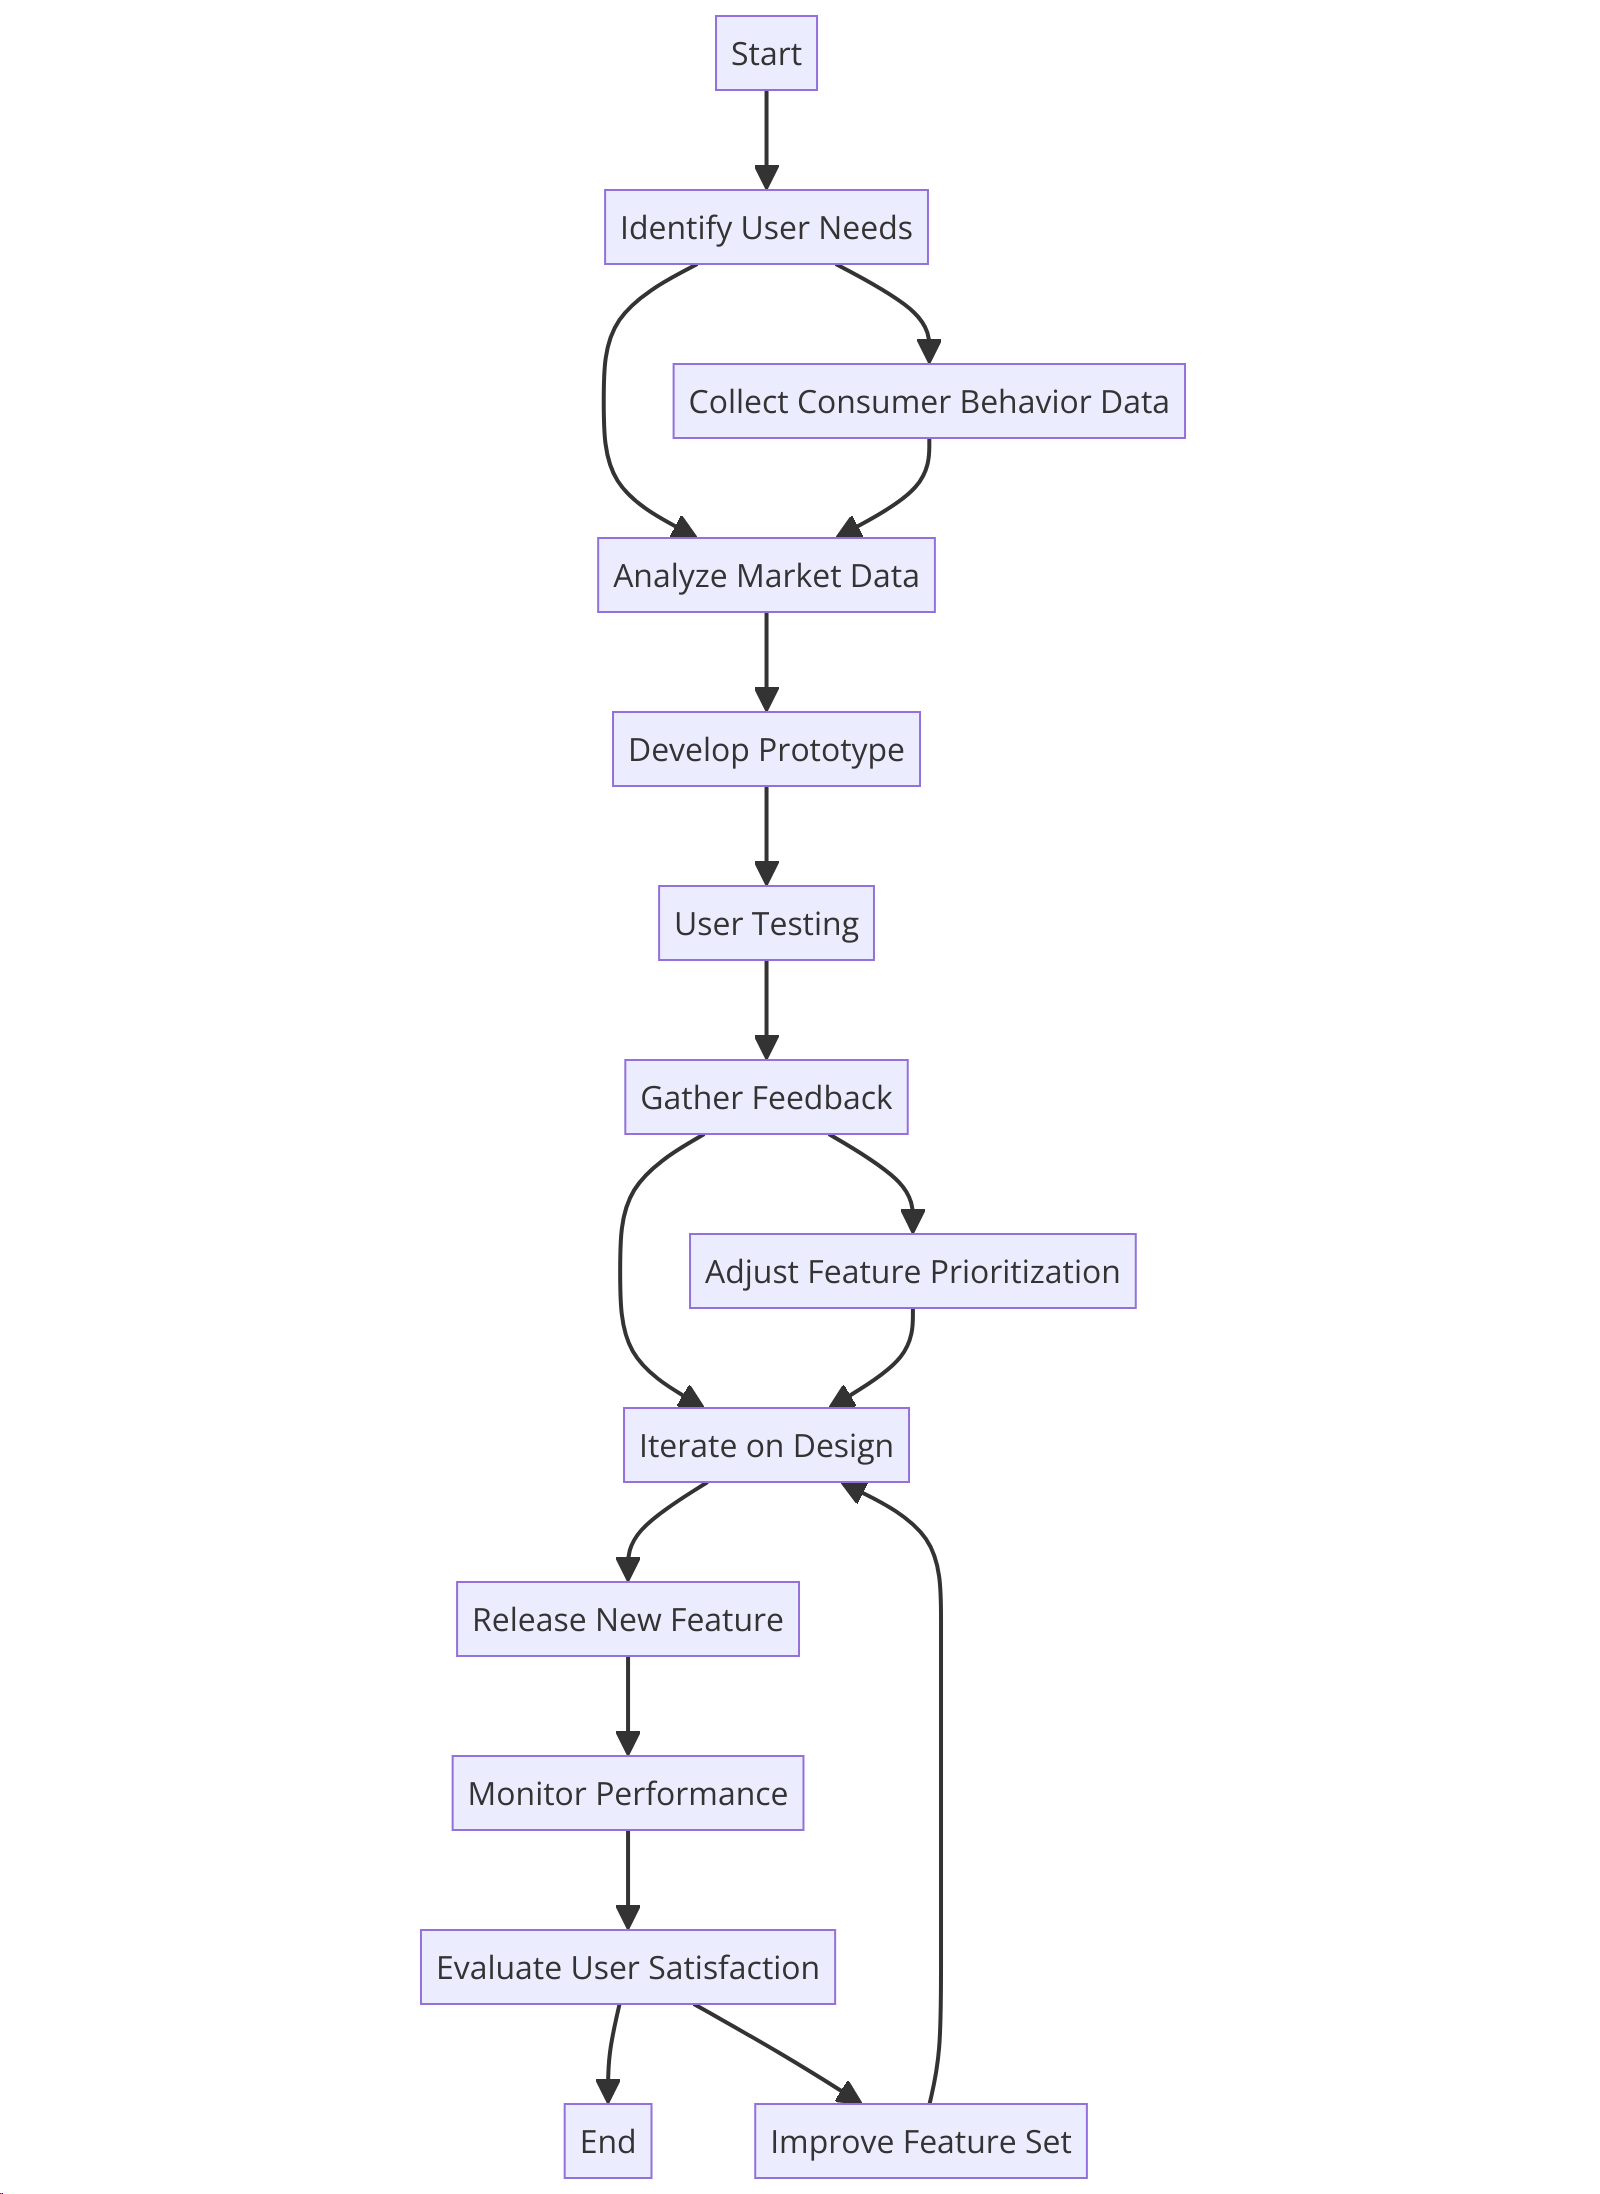 Start
Identify User Needs
Collect Consumer Behavior Data
Analyze Market Data
Develop Prototype
User Testing
Gather Feedback
Adjust Feature Prioritization
Iterate on Design
Release New Feature
Monitor Performance
Evaluate User Satisfaction
End
Improve Feature Set